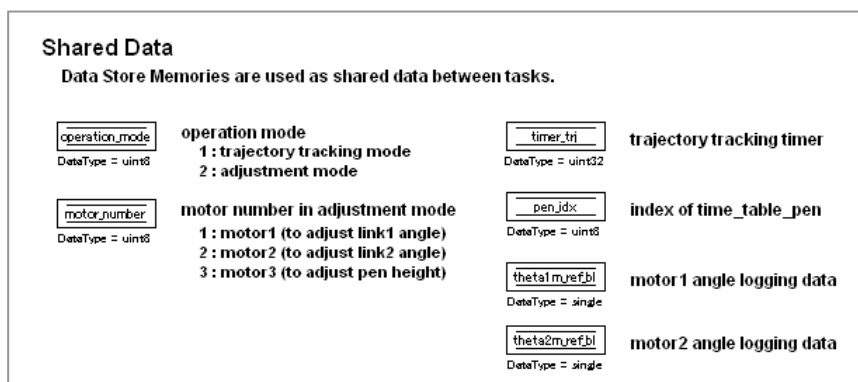 Shared Data
Data Store Memories are used as shared data between tasks.
operation_mode
DataType = uint8
operation mode
1 : trajectory tracking mode
2 : adjustment mode
motor_number
DataType = uint8
motor number in adjustment mode
1 : motor1 (to adjust link1 angle)
2 : motor2 (to adjust link2 angle)
3 : motor3 (to adjust pen height)
timer_trj
DataType = uint32
trajectory tracking timer
pen_idx
DataType = uint8
index of time_table_pen
theta1m_ref_bl
DataType = single
motor1 angle logging data
theta2m_ref_bl
DataType = single
motor2 angle logging data